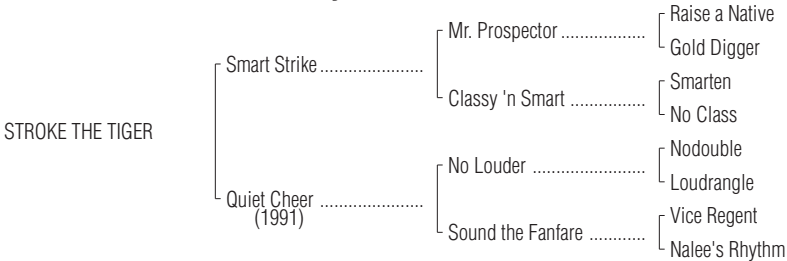 Raise a Native
Mr. Prospector ..................
Gold Digger
Smart Strike ......................
Smarten
Classy 'n Smart ................
No Class
STROKE THE TIGER
Nodouble
No Louder ........................
Loudrangle
Quiet Cheer ......................
(1991)
Vice Regent
Sound the Fanfare ............
Nalee's Rhythm